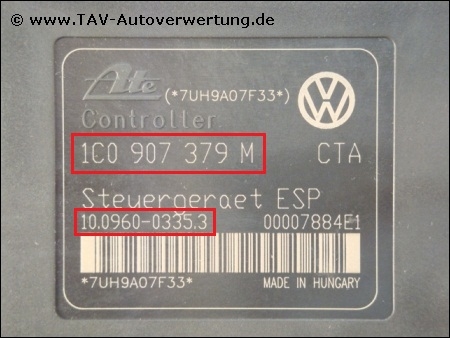 www.TAV-Autoverwertung.de
Ate (*7UH9A07F33*)
Controller
1C0 907 379 M CTA
Steuergeraet ESP
10.0960-0335.3 00007884E1
*7UH9A07F33* MADE IN HUNGARY